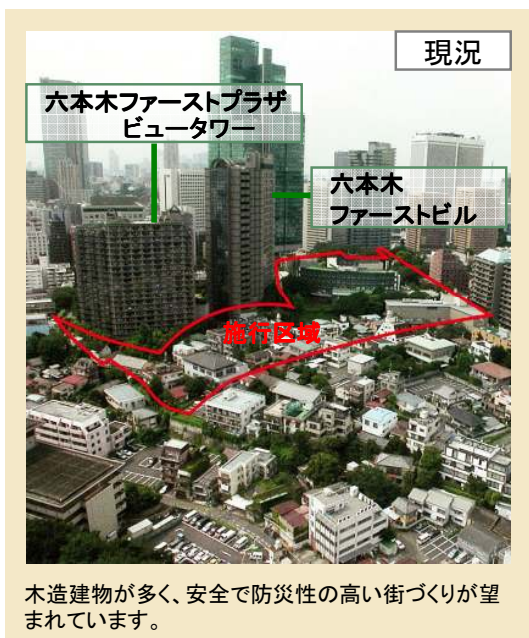 現況
六本木ファーストプラザ
ビュータワー
六本木
ファーストビル
施行区域
木造建物が多く、安全で防災性の高い街づくりが望
まれています。